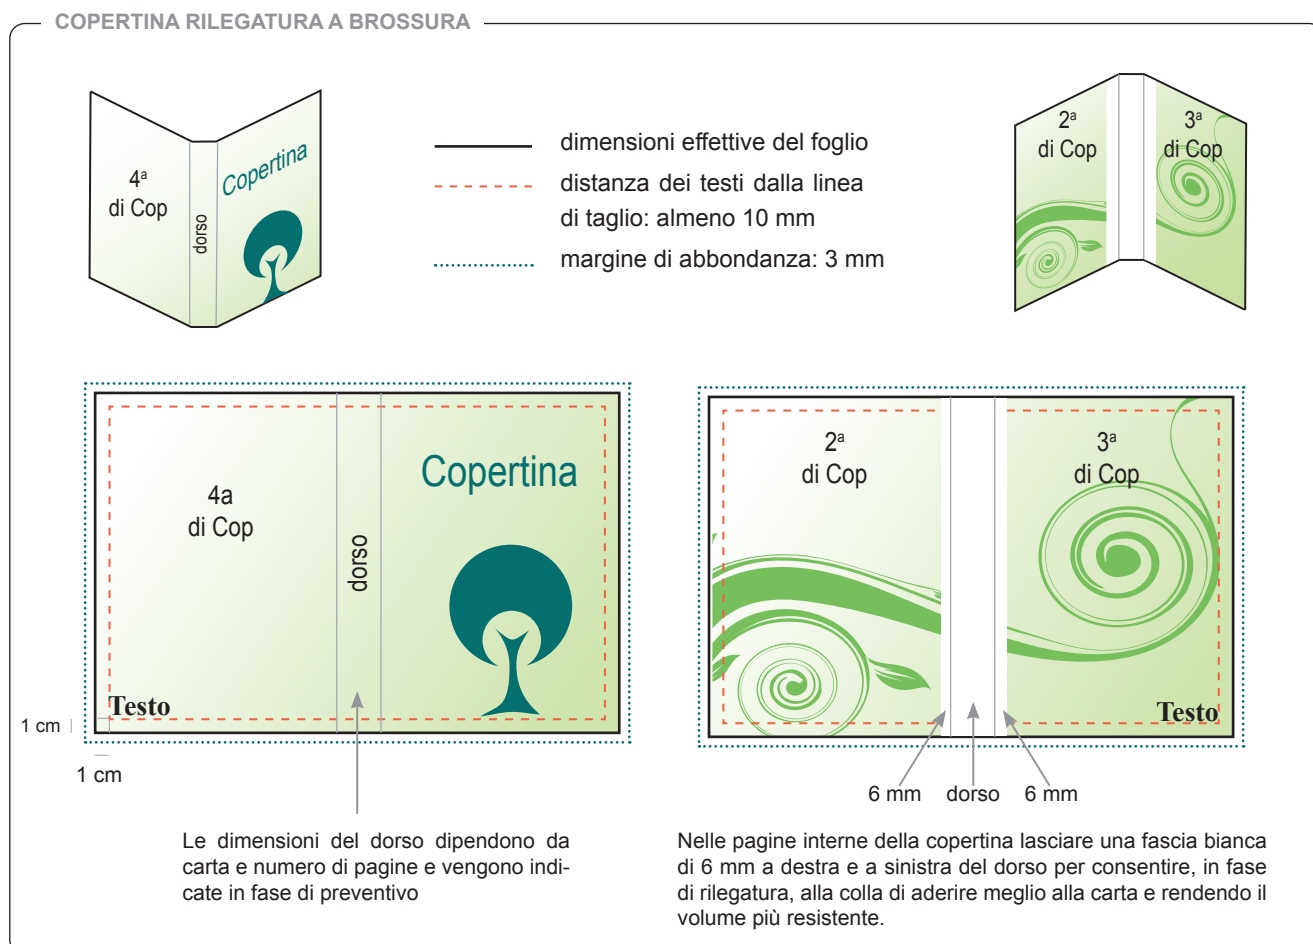 COPERTINA RILEGATURA A BROSSURA
4ª
di Cop
dorso
Copertina
dimensioni effettive del foglio
distanza dei testi dalla linea
di taglio: almeno 10 mm
margine di abbondanza: 3 mm
2ª
di Cop
3ª
di Cop
4a
di Cop
dorso
Copertina
Testo
1 cm
1 cm
2ª
di Cop
3ª
di Cop
Testo
6 mm
dorso
6 mm
Le dimensioni del dorso dipendono da
carta e numero di pagine e vengono indi-
cate in fase di preventivo
Nelle pagine interne della copertina lasciare una fascia bianca
di 6 mm a destra e a sinistra del dorso per consentire, in fase
di rilegatura, alla colla di aderire meglio alla carta e rendendo il
volume più resistente.